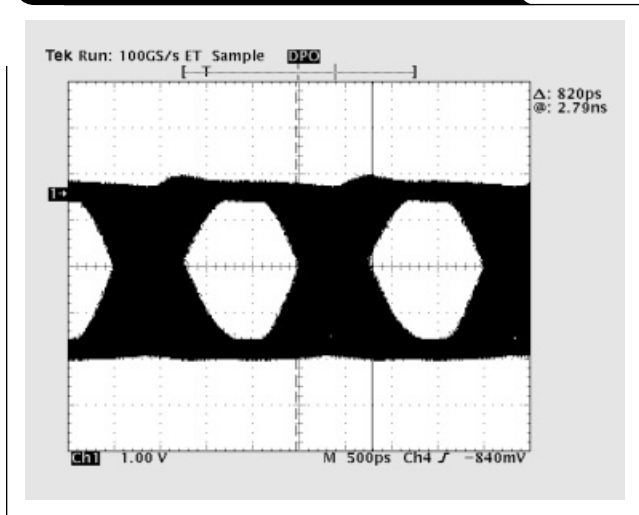 Tek Run: 100GS/s ET Sample DPO
[ T ]
Δ: 820ps
@: 2.79ns
1→
Ch1 1.00 V M 500ps Ch4 ʃ -840mV